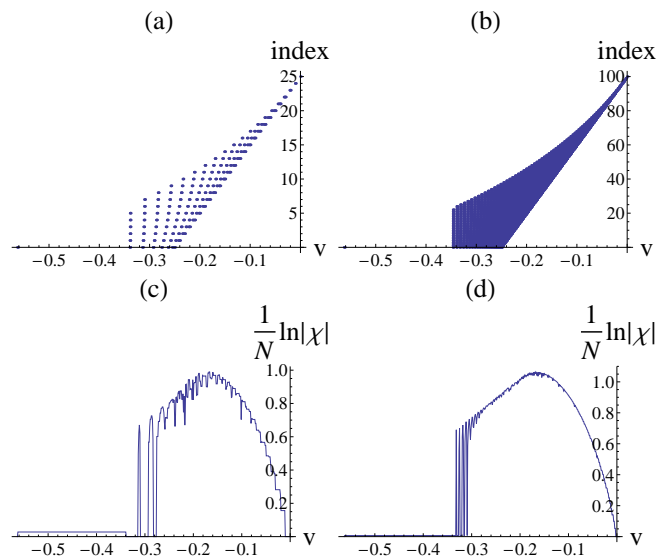 (a) (b)
index index
25 100
20 80
15 60
10 40
5 20
−0.5 −0.4 −0.3 −0.2 −0.1 v −0.5 −0.4 −0.3 −0.2 −0.1 v
(c) (d)
1/N ln|χ| 1/N ln|χ|
1.0 1.0
0.8 0.8
0.6 0.6
0.4 0.4
0.2 0.2
−0.5 −0.4 −0.3 −0.2 −0.1 v −0.5 −0.4 −0.3 −0.2 −0.1 v